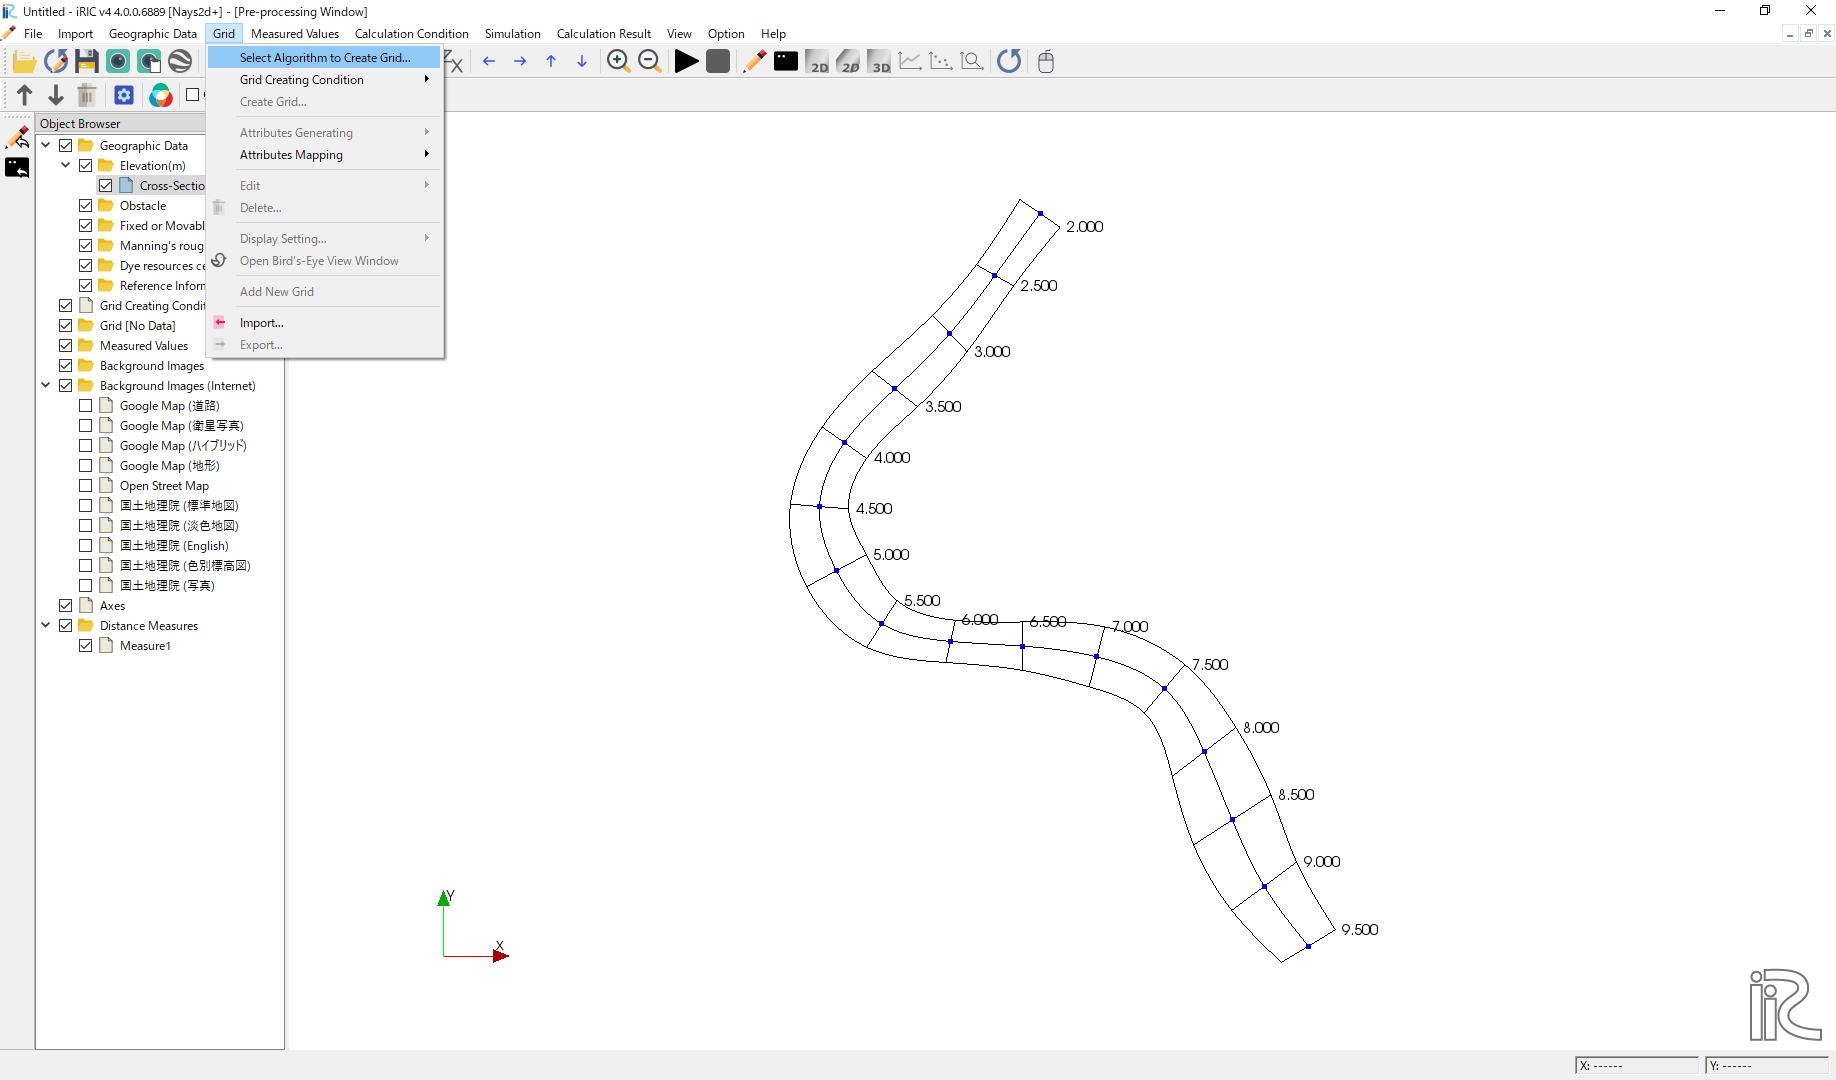 Untitled - iRIC v4 4.0.0.6889 [Nays2d+] - [Pre-processing Window]
File Import Geographic Data Grid Measured Values Calculation Condition Simulation Calculation Result View Option Help
2D 2D 3D
Select Algorithm to Create Grid...
Grid Creating Condition
Create Grid...
Attributes Generating
Attributes Mapping
Edit
Delete...
Display Setting...
Open Bird's-Eye View Window
Add New Grid
Import...
Export...
Object Browser
Geographic Data
Elevation(m)
Cross-Sectio
Obstacle
Fixed or Movabl
Manning's roug
Dye resources ce
Reference Inforn
Grid Creating Condit
Grid [No Data]
Measured Values
Background Images
Background Images (Internet)
Google Map (道路)
Google Map (衛星写真)
Google Map (ハイブリッド)
Google Map (地形)
Open Street Map
国土地理院 (標準地図)
国土地理院 (淡色地図)
国土地理院 (English)
国土地理院 (色別標高図)
国土地理院 (写真)
Axes
Distance Measures
Measure1
2.000
2.500
3.000
3.500
4.000
4.500
5.000
5.500
6.000
6.500
7.000
7.500
8.000
8.500
9.000
9.500
Y
X
iRIC
X: ------
Y: ------